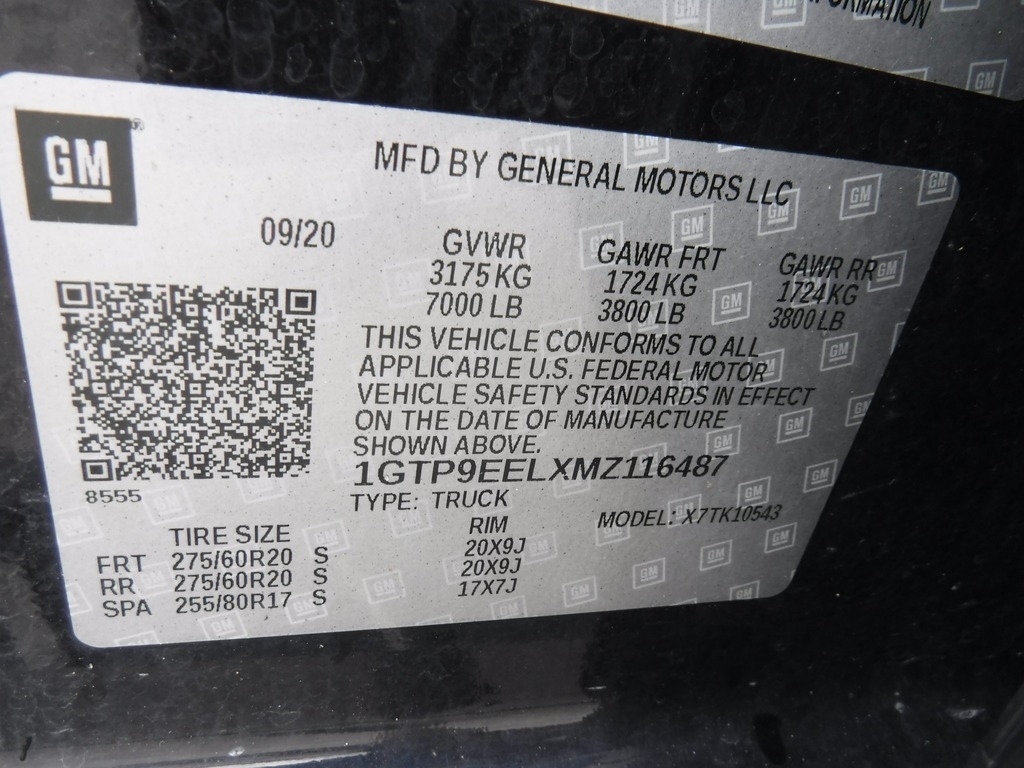 FORMATION
GM
MFD BY GENERAL MOTORS LLC
09/20
GVWR GAWR FRT GAWR RR
3175 KG 1724 KG 1724 KG
7000 LB 3800 LB 3800 LB
THIS VEHICLE CONFORMS TO ALL
APPLICABLE U.S. FEDERAL MOTOR
VEHICLE SAFETY STANDARDS IN EFFECT
ON THE DATE OF MANUFACTURE
SHOWN ABOVE.
1GTP9EELXMZ116487
8555
TYPE: TRUCK MODEL: X7TK10543
TIRE SIZE RIM
FRT 275/60R20 S 20X9J
RR 275/60R20 S 20X9J
SPA 255/80R17 S 17X7J